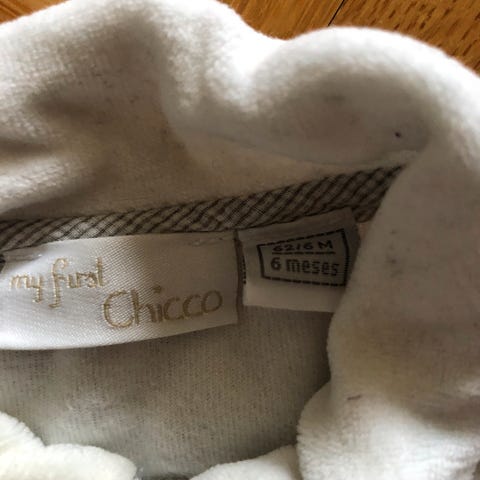 my first
Chicco
62/6 M
6 meses